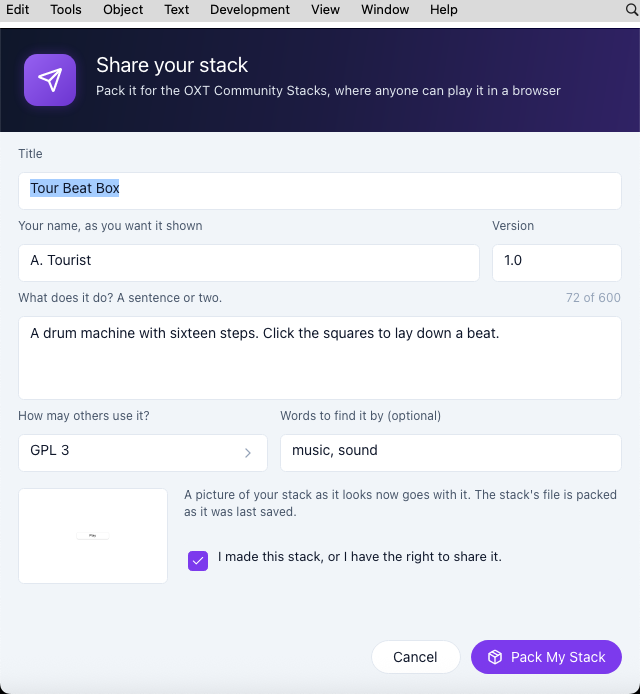 Edit Tools Object Text Development View Window Help
Share your stack
Pack it for the OXT Community Stacks, where anyone can play it in a browser
Title
Tour Beat Box
Your name, as you want it shown Version
A. Tourist 1.0
What does it do? A sentence or two. 72 of 600
A drum machine with sixteen steps. Click the squares to lay down a beat.
How may others use it? Words to find it by (optional)
GPL 3 music, sound
A picture of your stack as it looks now goes with it. The stack's file is packed
as it was last saved.
I made this stack, or I have the right to share it.
Cancel Pack My Stack